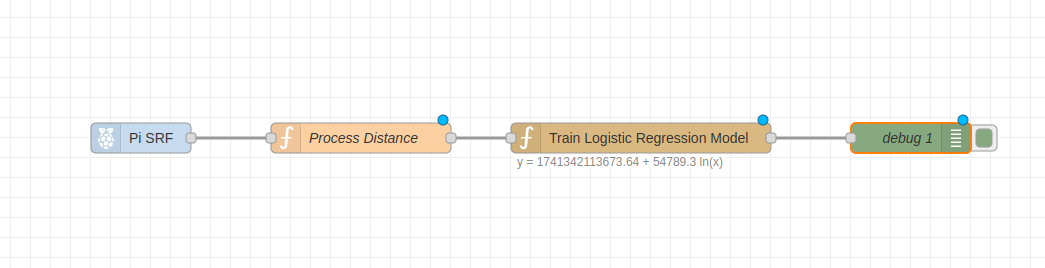 Pi SRF
Process Distance
Train Logistic Regression Model
debug 1
y = 1741342113673.64 + 54789.3 ln(x)